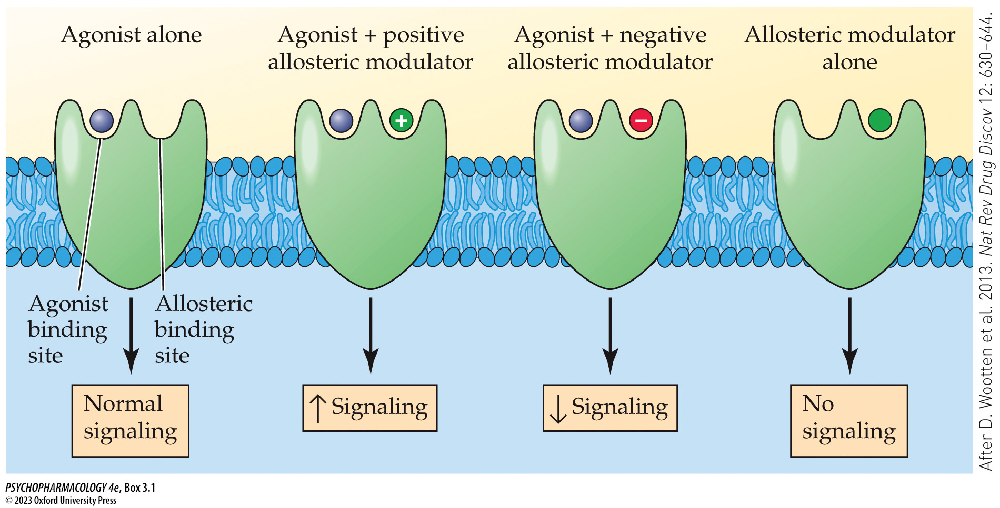 Agonist alone
Agonist + positive
allosteric modulator
Agonist + negative
allosteric modulator
Allosteric modulator
alone
+
−
Agonist
binding
site
Allosteric
binding
site
Normal
signaling
↑ Signaling
↓ Signaling
No
signaling
After D. Wootten et al. 2013. Nat Rev Drug Discov 12: 630–644.
PSYCHOPHARMACOLOGY 4e, Box 3.1
© 2023 Oxford University Press